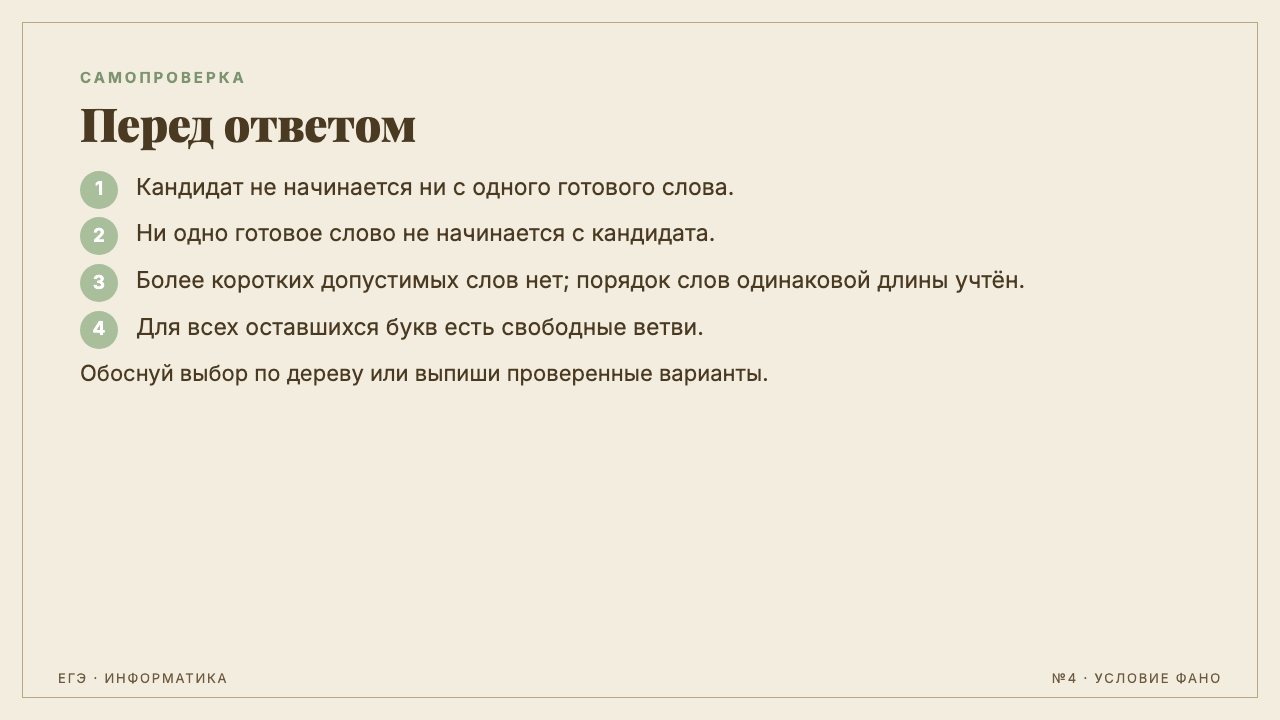 САМОПРОВЕРКА
Перед ответом
1 Кандидат не начинается ни с одного готового слова.
2 Ни одно готовое слово не начинается с кандидата.
3 Более коротких допустимых слов нет; порядок слов одинаковой длины учтён.
4 Для всех оставшихся букв есть свободные ветви.
Обоснуй выбор по дереву или выпиши проверенные варианты.
ЕГЭ · ИНФОРМАТИКА
№4 · УСЛОВИЕ ФАНО